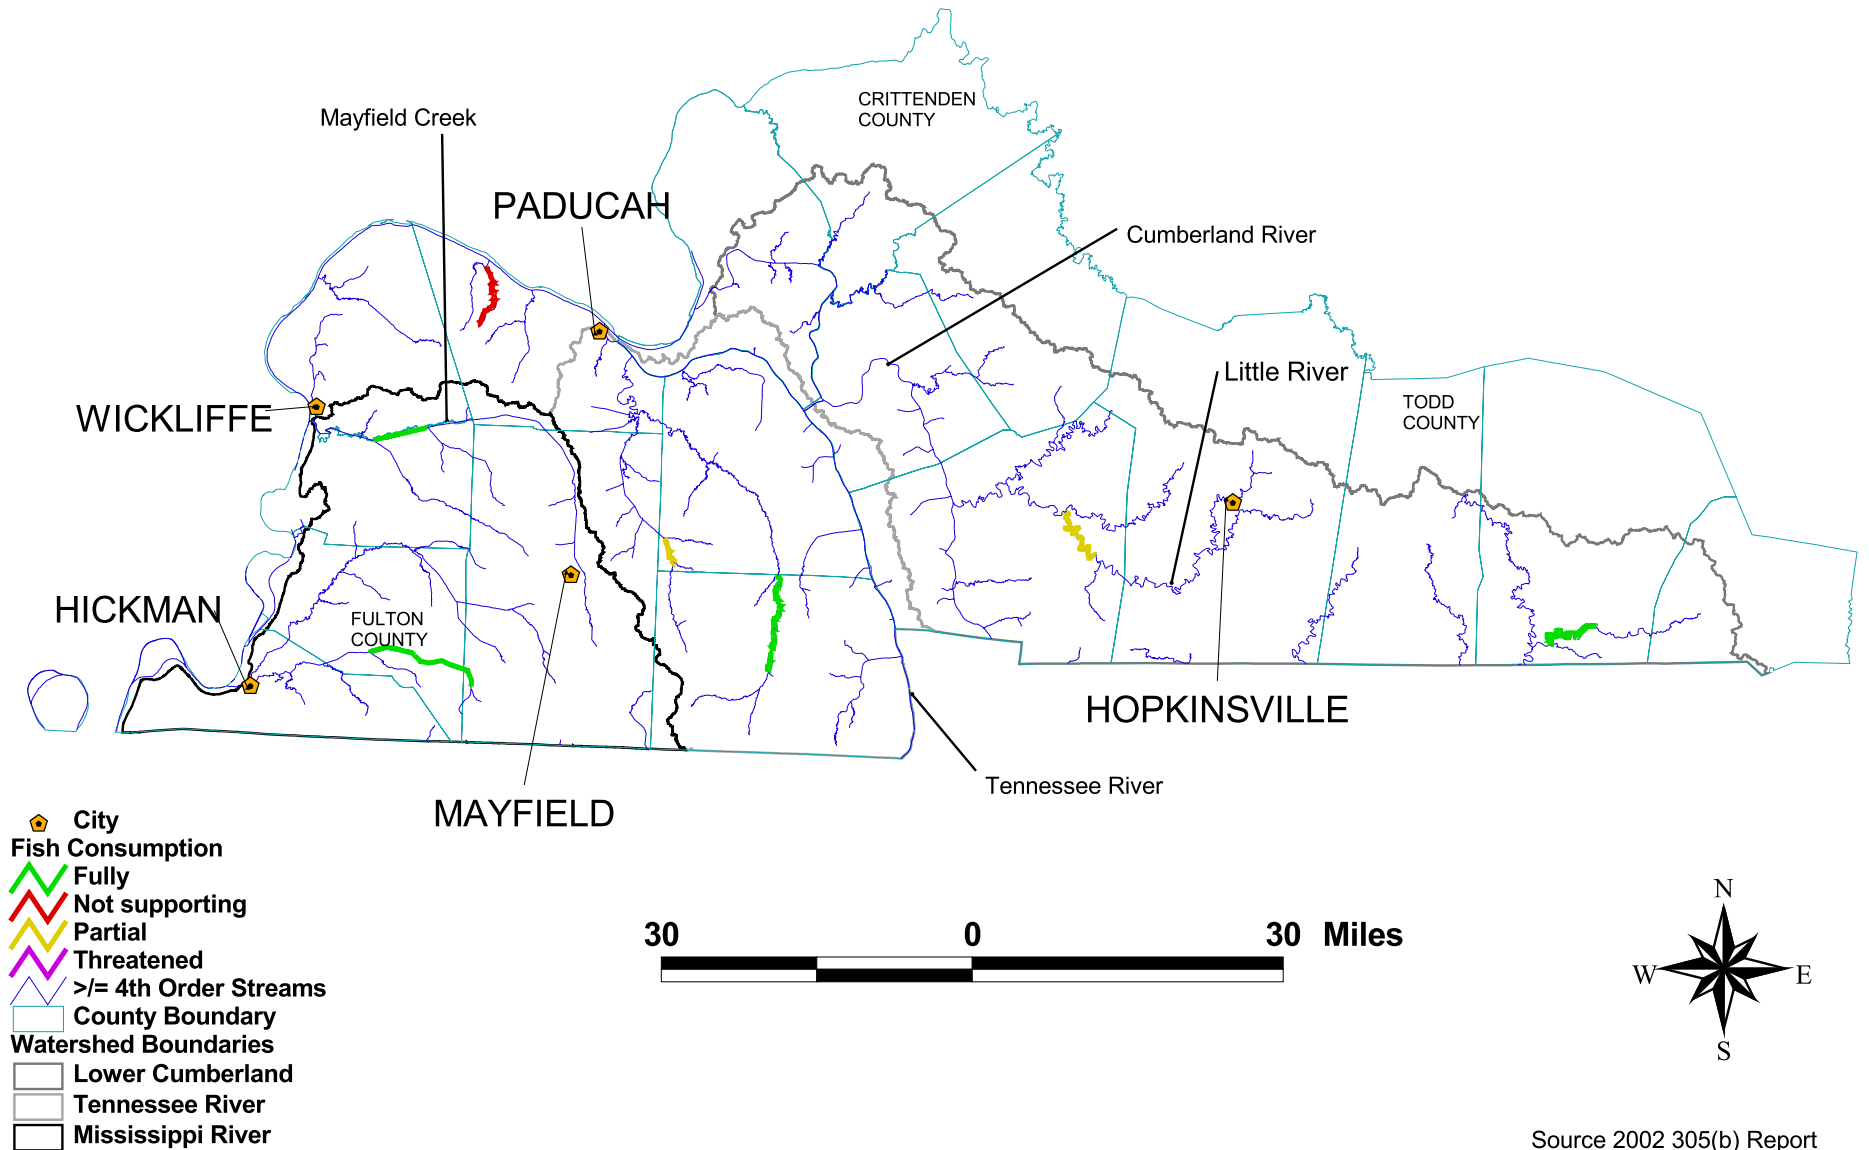 CRITTENDEN
COUNTY
Mayfield Creek
PADUCAH
Cumberland River
WICKLIFFE
Little River
TODD
COUNTY
HICKMAN
FULTON
COUNTY
HOPKINSVILLE
Tennessee River
MAYFIELD
City
Fish Consumption
Fully
Not supporting
Partial
Threatened
>/= 4th Order Streams
County Boundary
Watershed Boundaries
Lower Cumberland
Tennessee River
Mississippi River
30 0 30 Miles
N
W E
S
Source 2002 305(b) Report